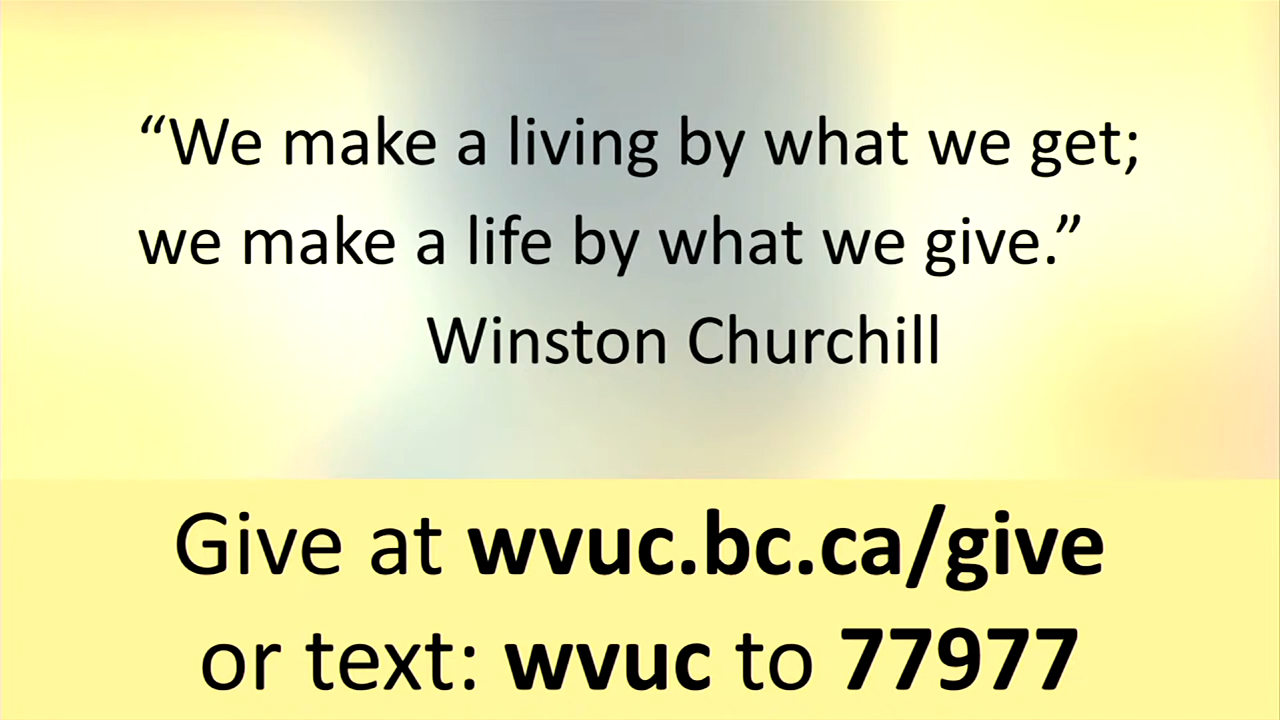 “We make a living by what we get;
we make a life by what we give.”
Winston Churchill
Give at wvuc.bc.ca/give
or text: wvuc to 77977